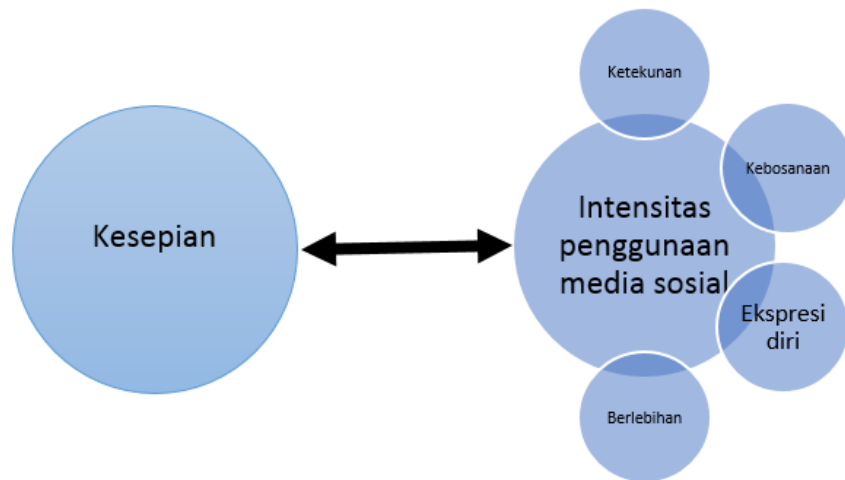 Kesepian
Ketekunan
Kebosanaan
Intensitas
penggunaan
media sosial
Ekspresi
diri
Berlebihan